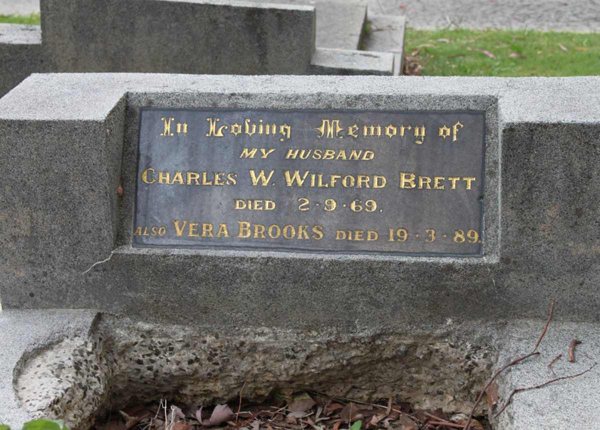 In Loving Memory of
MY HUSBAND
CHARLES W. WILFORD BRETT
DIED 2·9·69.
ALSO VERA BROOKS DIED 19·3·89.